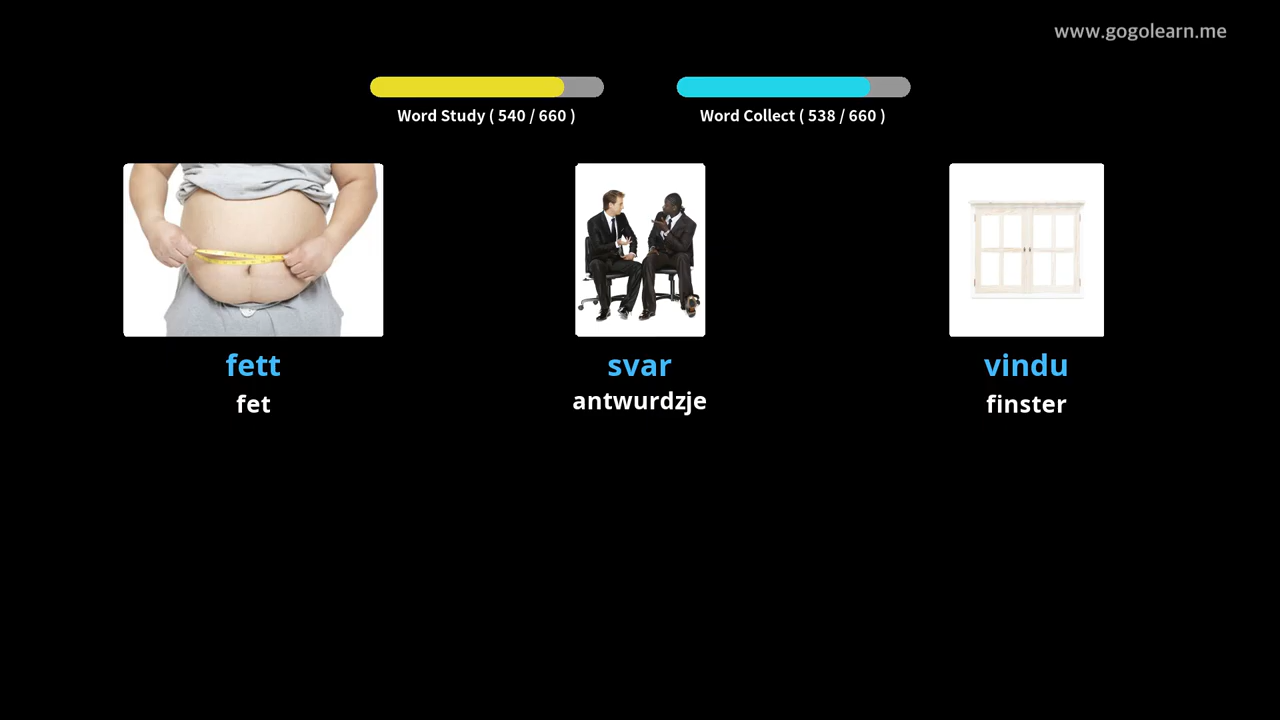 www.gogolearn.me
Word Study ( 540 / 660 )
Word Collect ( 538 / 660 )
fett
fet
svar
antwurdzje
vindu
finster